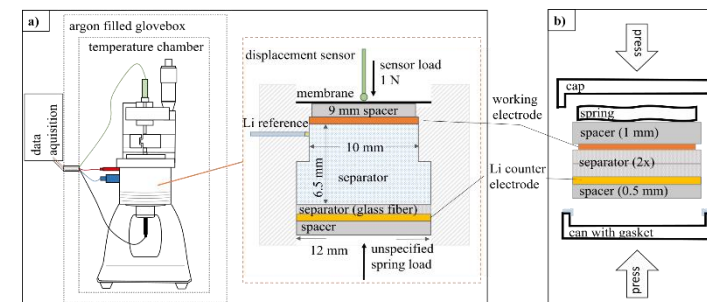 a)
argon filled glovebox
temperature chamber
data
aquisition
displacement sensor
sensor load
1 N
membrane
9 mm spacer
Li reference
working
electrode
10 mm
6.5 mm
separator
Li counter
electrode
separator (glass fiber)
spacer
12 mm
unspecified
spring load
b)
press
cap
spring
spacer (1 mm)
separator (2x)
spacer (0.5 mm)
can with gasket
press